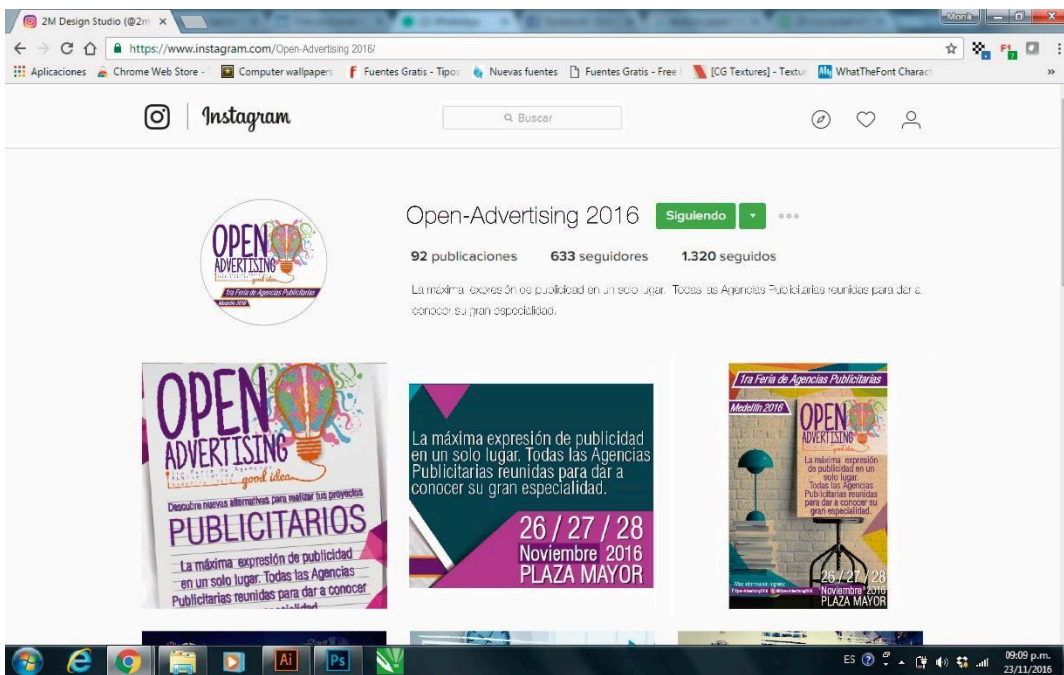 2M Design Studio (@2m
Monik
https://www.instagram.com/Open-Advertising 2016/
Aplicaciones Chrome Web Store - Computer wallpapers Fuentes Gratis - Tipo Nuevas fuentes Fuentes Gratis - Free [CG Textures] - Textur WhatTheFont Charact »
Instagram
Buscar
OPEN
ADVERTISING
good idea
1ra Feria de Agencias Publicitarias
Medellín 2016
Open-Advertising 2016 Siguiendo
92 publicaciones 633 seguidores 1.320 seguidos
La máxima expresión de publicidad en un solo lugar. Todas las Agencias Publicitarias reunidas para dar a
conocer su gran especialidad.
OPEN
ADVERTISING
1ra Feria de Agencias
Publicitarias
good idea
Descubre nuevas alternativas para realizar tus proyectos
PUBLICITARIOS
La máxima expresión de publicidad
en un solo lugar. Todas las Agencias
Publicitarias reunidas para dar a conocer
La máxima expresión de publicidad
en un solo lugar. Todas las Agencias
Publicitarias reunidas para dar a
conocer su gran especialidad.
26 / 27 / 28
Noviembre 2016
PLAZA MAYOR
1ra Feria de Agencias Publicitarias
Medellín 2016
OPEN
ADVERTISING
La máxima expresión
de publicidad en un
solo lugar.
Todas las Agencias
Publicitarias reunidas
para dar a conocer su
gran especialidad.
26 / 27 / 28
Noviembre 2016
PLAZA MAYOR
Ai Ps
ES
09:09 p.m.
23/11/2016